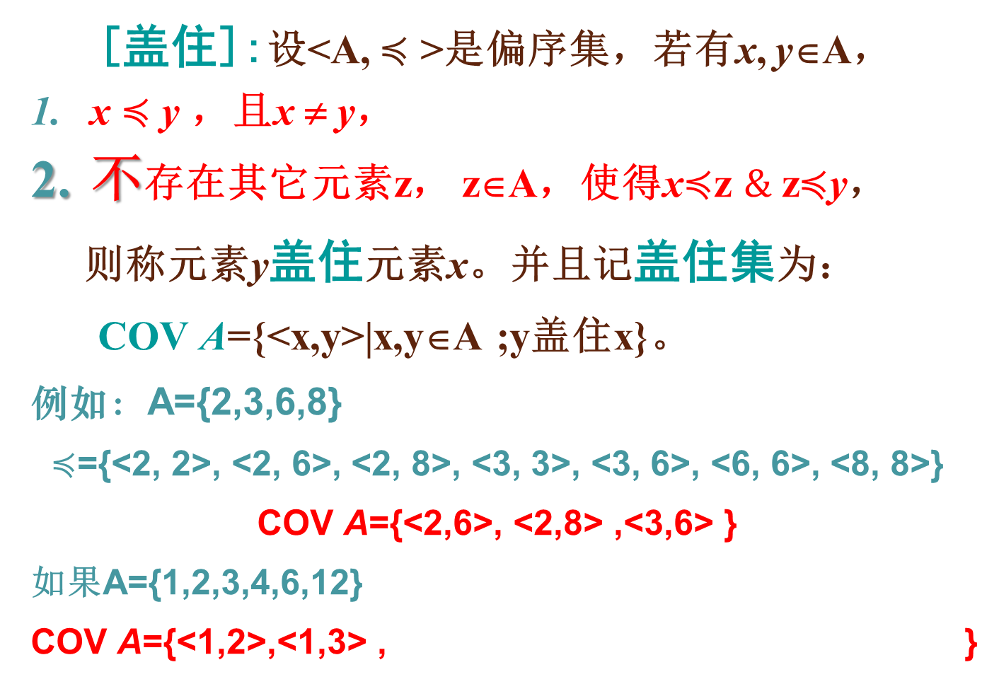 [盖住]:设<A, ≼ >是偏序集，若有x, y∈A，
1. x ≼ y ，且x ≠ y，
2. 不存在其它元素z， z∈A，使得x≼z & z≼y，
则称元素y盖住元素x。并且记盖住集为：
COV A={<x,y>|x,y∈A ;y盖住x}。
例如：A={2,3,6,8}
≼={<2, 2>, <2, 6>, <2, 8>, <3, 3>, <3, 6>, <6, 6>, <8, 8>}
COV A={<2,6>, <2,8> ,<3,6> }
如果A={1,2,3,4,6,12}
COV A={<1,2>,<1,3> , }